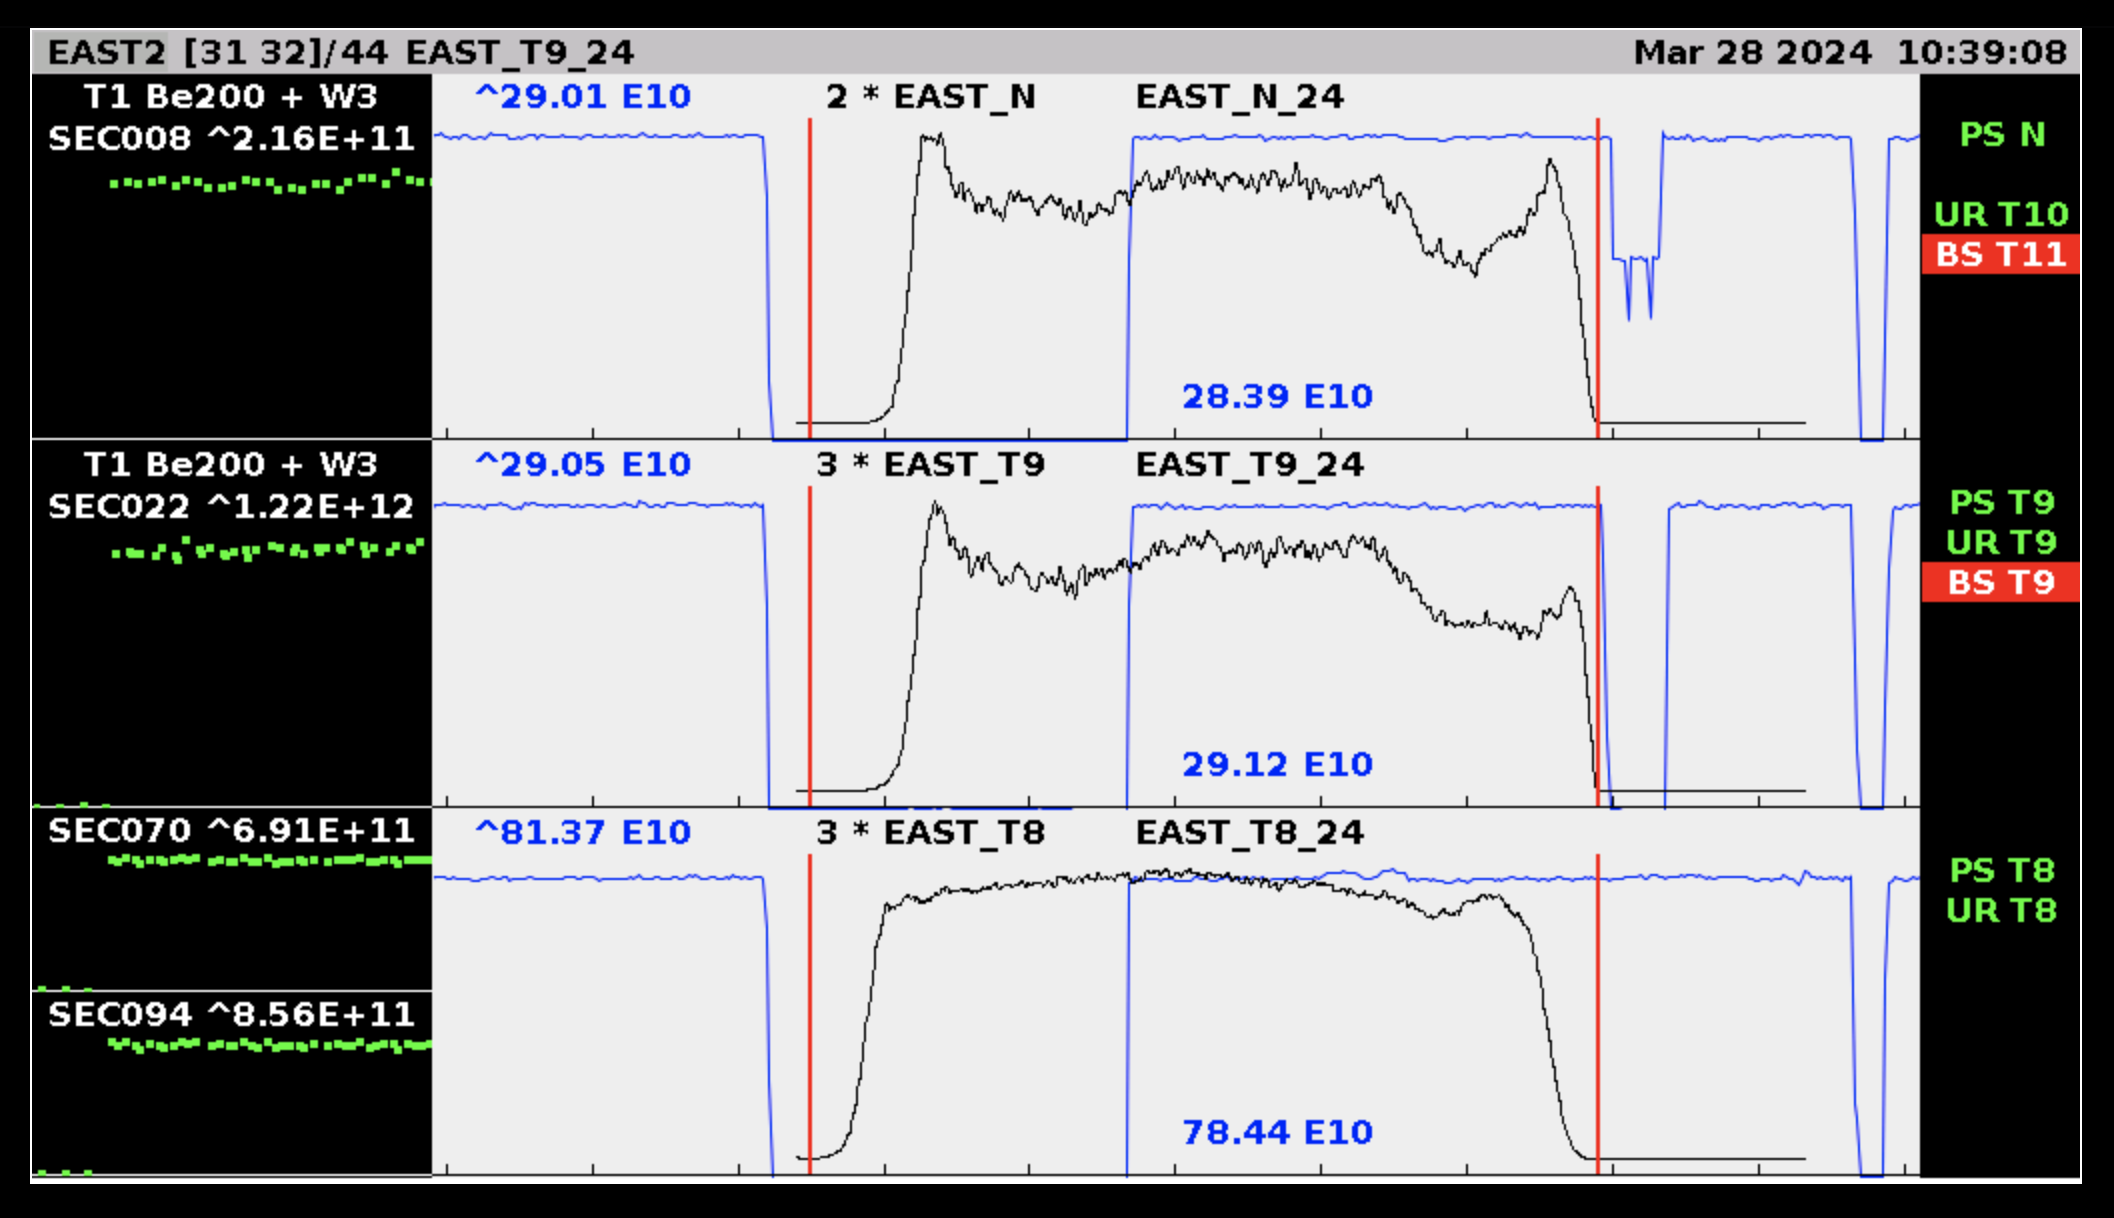 EAST2 [31 32]/44 EAST_T9_24 Mar 28 2024 10:39:08
T1 Be200 + W3 ^29.01 E10 2 * EAST_N EAST_N_24
SEC008 ^2.16E+11 PS N
UR T10
BS T11
28.39 E10
T1 Be200 + W3 ^29.05 E10 3 * EAST_T9 EAST_T9_24
SEC022 ^1.22E+12 PS T9
UR T9
BS T9
29.12 E10
SEC070 ^6.91E+11 ^81.37 E10 3 * EAST_T8 EAST_T8_24
PS T8
UR T8
SEC094 ^8.56E+11
78.44 E10